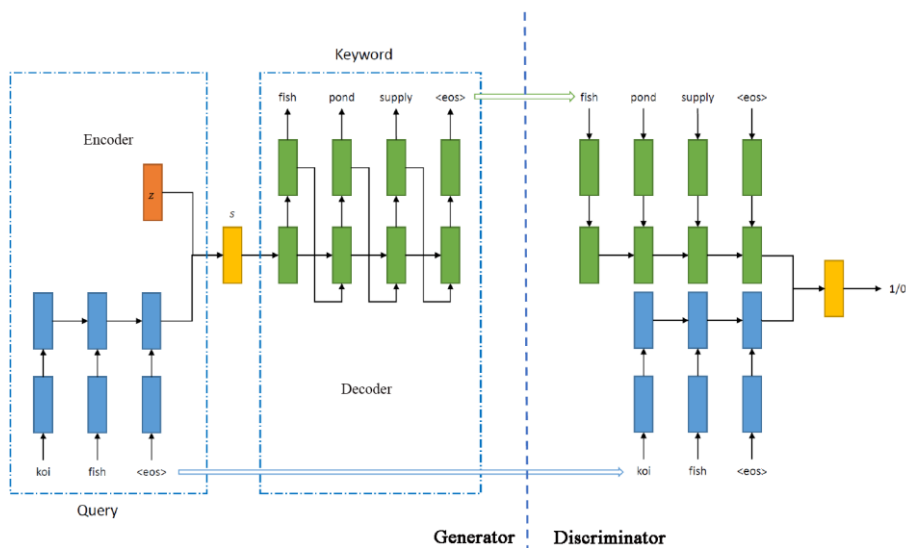 Keyword
fish pond supply <eos>
fish pond supply <eos>
Encoder
z
s
1/0
Decoder
koi fish <eos>
koi fish <eos>
Query
Generator
Discriminator